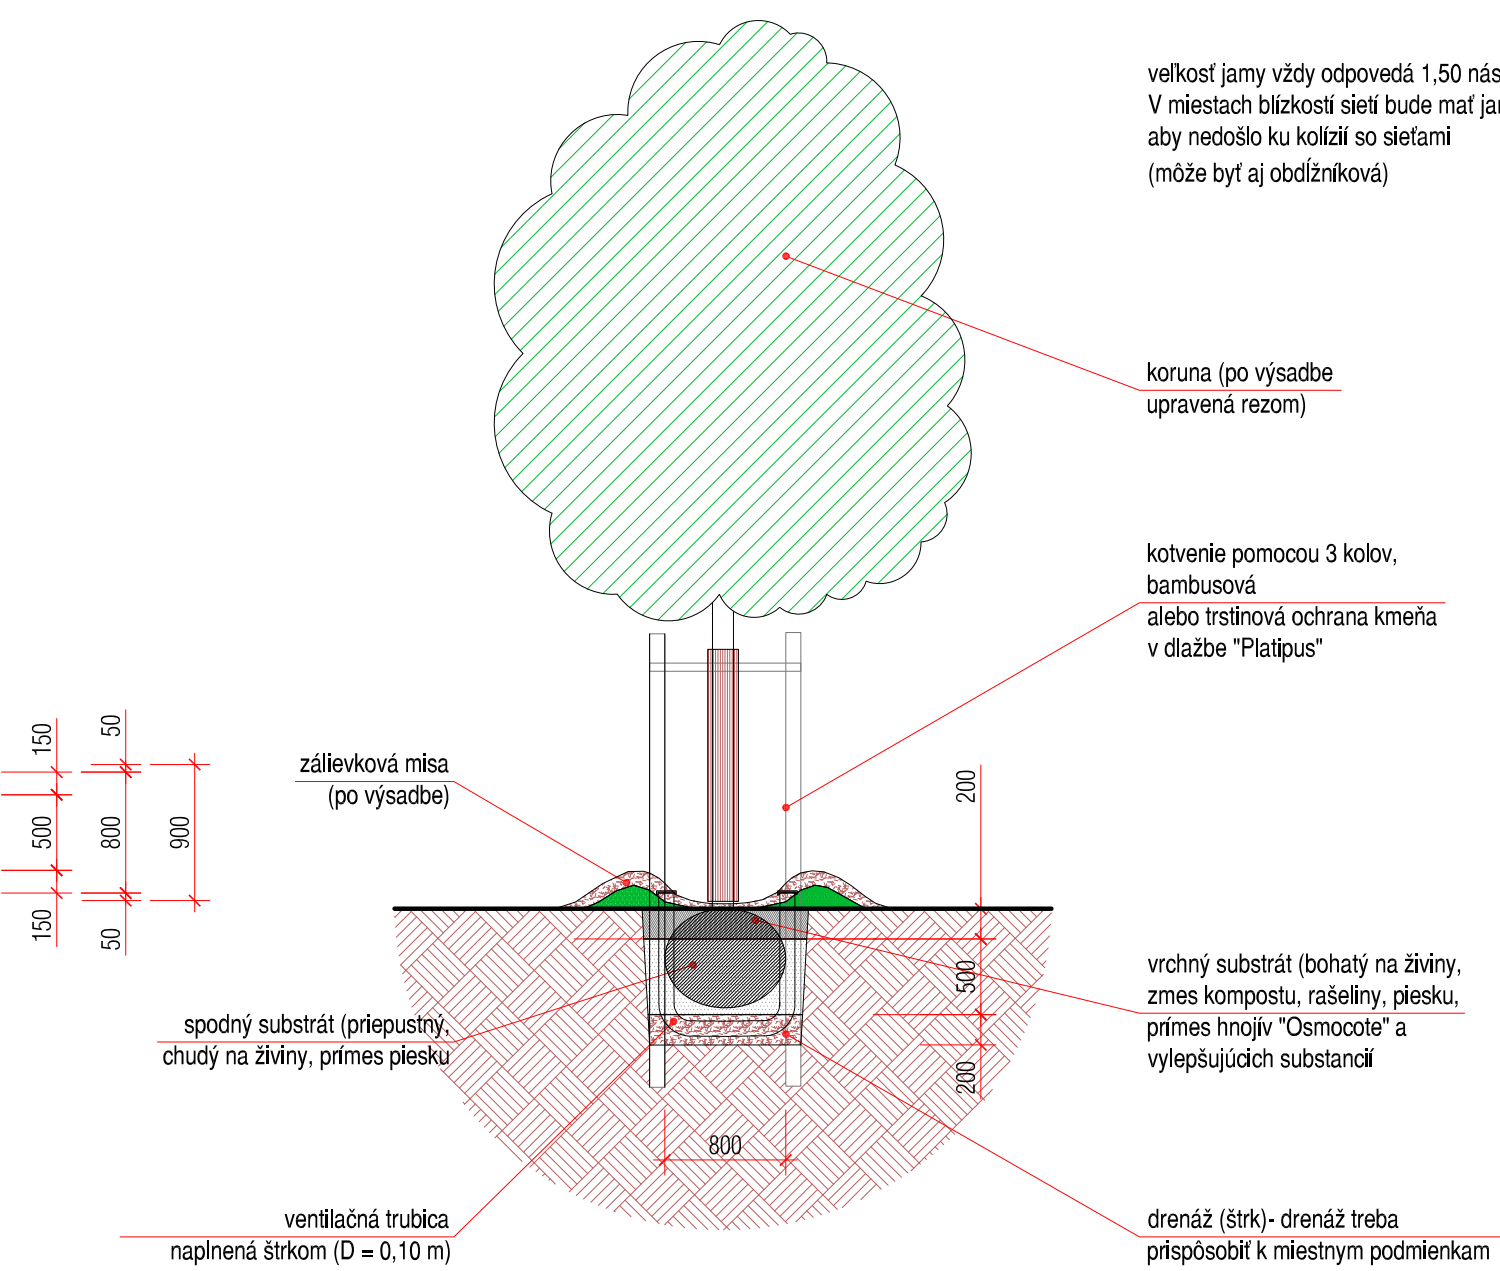 veľkosť jamy vždy odpovedá 1,50 nás
V miestach blízkostí sietí bude mať jar
aby nedošlo ku kolízií so sieťami
(môže byť aj obdĺžníková)
koruna (po výsadbe
upravená rezom)
kotvenie pomocou 3 kolov,
bambusová
alebo trstinová ochrana kmeňa
v dlažbe "Platipus"
150
50
500
800
900
150
50
zálievková misa
(po výsadbe)
200
500
200
800
vrchný substrát (bohatý na živiny,
zmes kompostu, rašeliny, piesku,
prímes hnojív "Osmocote" a
vylepšujúcich substancií
spodný substrát (priepustný,
chudý na živiny, prímes piesku
ventilačná trubica
naplnená štrkom (D = 0,10 m)
drenáž (štrk)- drenáž treba
prispôsobiť k miestnym podmienkam